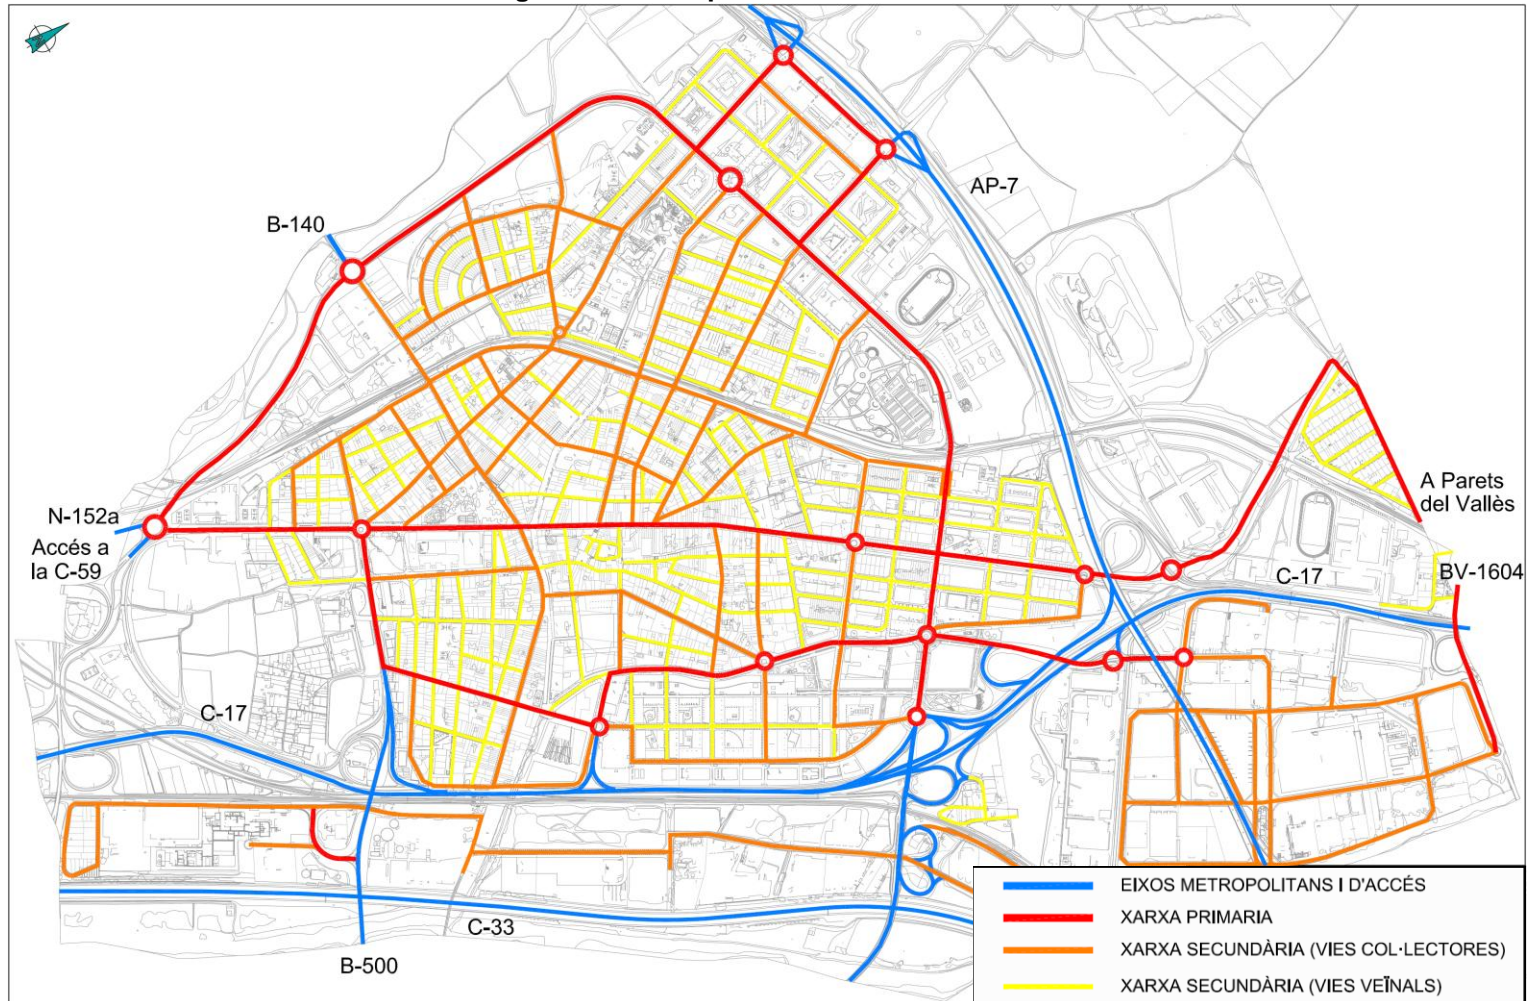 AP-7
B-140
N-152a
Accés a
la C-59
A Parets
del Vallès
C-17
BV-1604
C-17
C-33
B-500
EIXOS METROPOLITANS I D'ACCÉS
XARXA PRIMARIA
XARXA SECUNDÀRIA (VIES COL·LECTORES)
XARXA SECUNDÀRIA (VIES VEÏNALS)